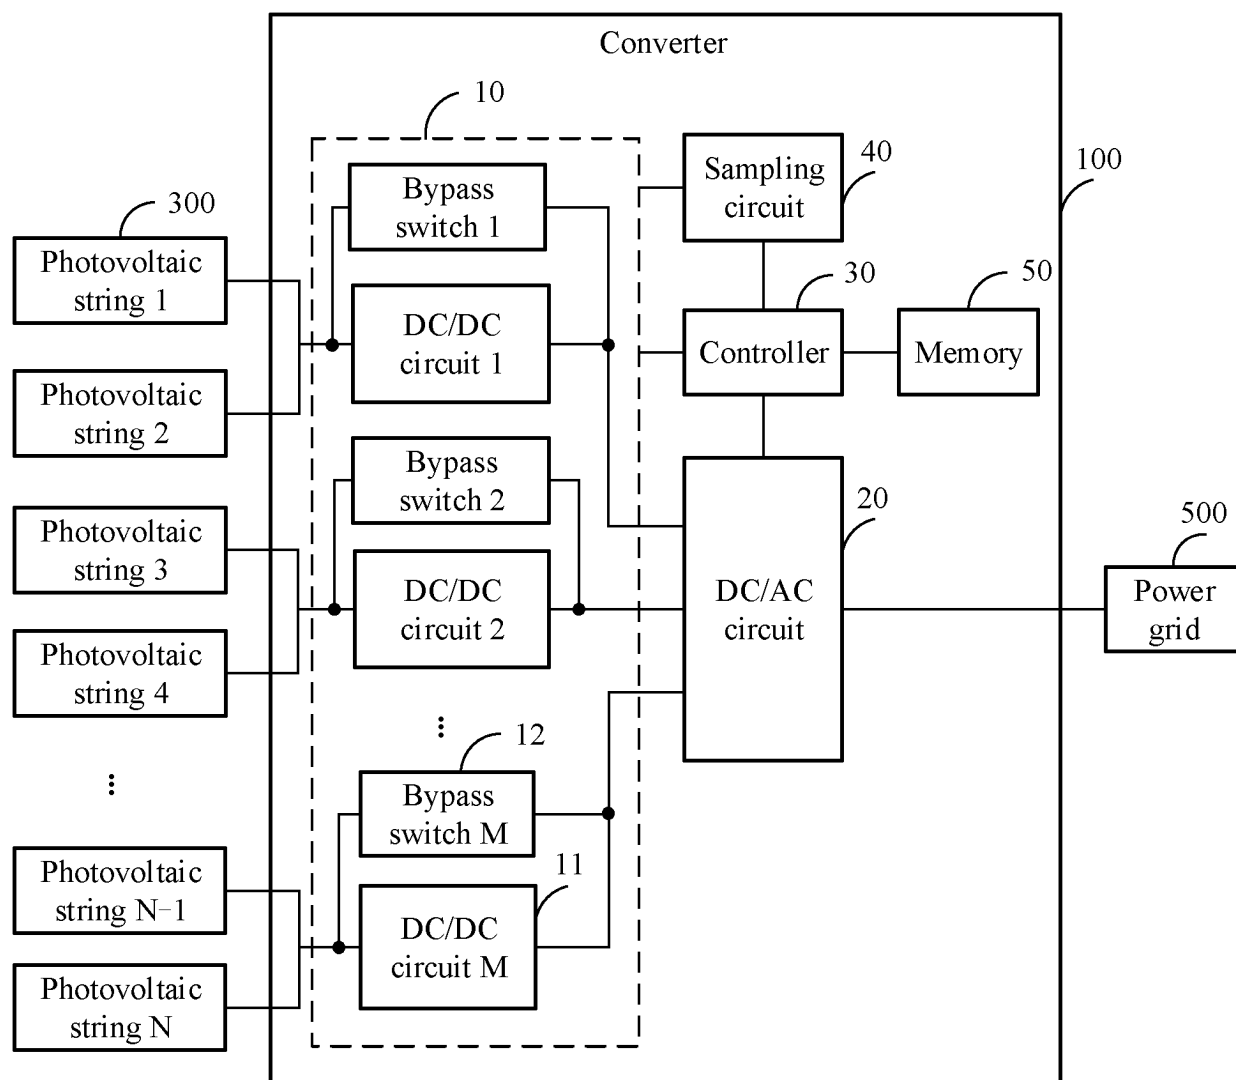 Converter
10
Bypass
switch 1
Sampling
circuit
40
100
300
Photovoltaic
string 1
DC/DC
circuit 1
30
50
Controller
Memory
Photovoltaic
string 2
Bypass
switch 2
20
500
Photovoltaic
string 3
DC/DC
circuit 2
DC/AC
circuit
Power
grid
Photovoltaic
string 4
⋮
12
⋮
Bypass
switch M
Photovoltaic
string N-1
11
DC/DC
circuit M
Photovoltaic
string N